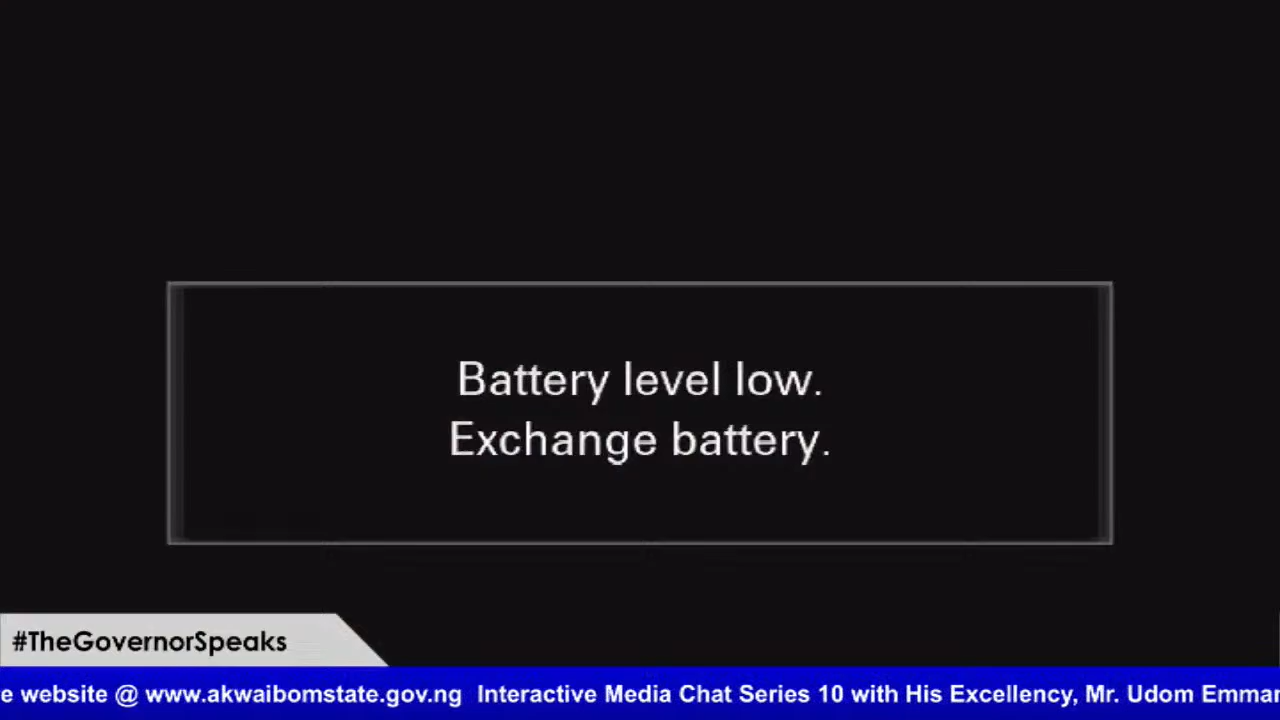 Battery level low.
Exchange battery.
#TheGovernorSpeaks
website @ www.akwaibomstate.gov.ng Interactive Media Chat Series 10 with His Excellency, Mr. Udom